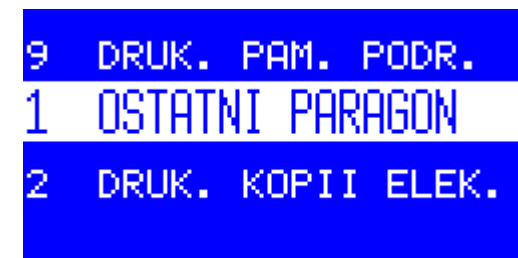 9 DRUK. PAM. PODR.
1 OSTATNI PARAGON
2 DRUK. KOPII ELEK.